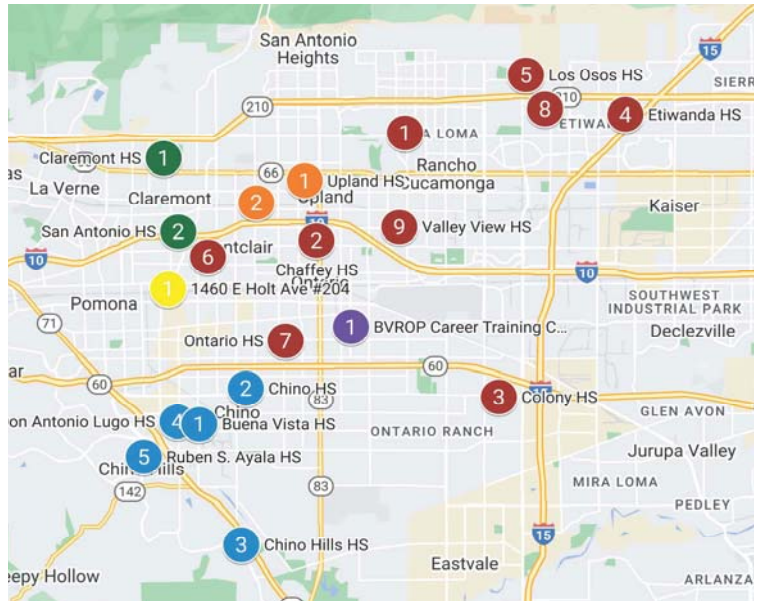 San Antonio
Heights
15
5 Los Osos HS
SIERR
210
8
210
4 Etiwanda HS
ETIWA
1
A LOMA
Claremont HS 1
Rancho
Cucamonga
as
La Verne
66
1 Upland HS
Upland
Claremont
2
Kaiser
10
San Antonio HS 2
9 Valley View HS
ntclair
6
2
Chaffey HS
Ontario
10
10
1 1460 E Holt Ave #204
Pomona
SOUTHWEST
INDUSTRIAL PARK
71
1 BVROP Career Training C...
Declezville
Ontario HS 7
ar
60
60
2 Chino HS
83
3 Colony HS
15
GLEN AVON
on Antonio Lugo HS 4
Chino
1 Buena Vista HS
ONTARIO RANCH
5 Ruben S. Ayala HS
Chino Hills
Jurupa Valley
142
83
MIRA LOMA
PEDLEY
15
3 Chino Hills HS
Eastvale
eepy Hollow
ARLANZA